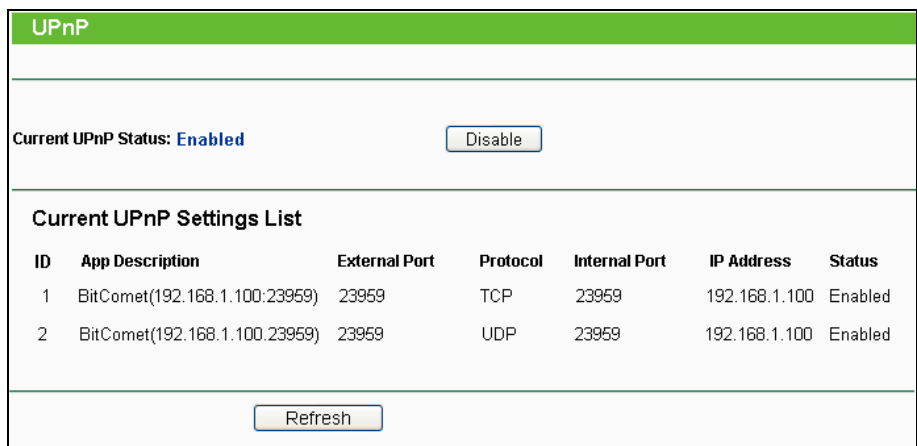 UPnP
Current UPnP Status: Enabled Disable
Current UPnP Settings List
ID App Description External Port Protocol Internal Port IP Address Status
1 BitComet(192.168.1.100:23959) 23959 TCP 23959 192.168.1.100 Enabled
2 BitComet(192.168.1.100.23959) 23959 UDP 23959 192.168.1.100 Enabled
Refresh